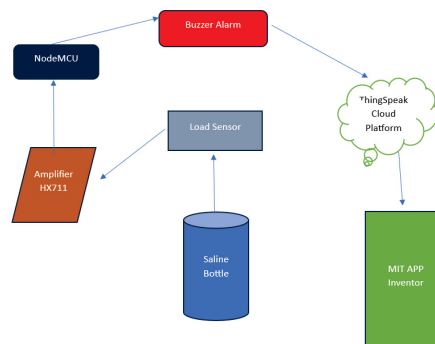 Buzzer Alarm
NodeMCU
ThingSpeak
Cloud
Platform
Load Sensor
Amplifier
HX711
Saline
Bottle
MIT APP
Inventor